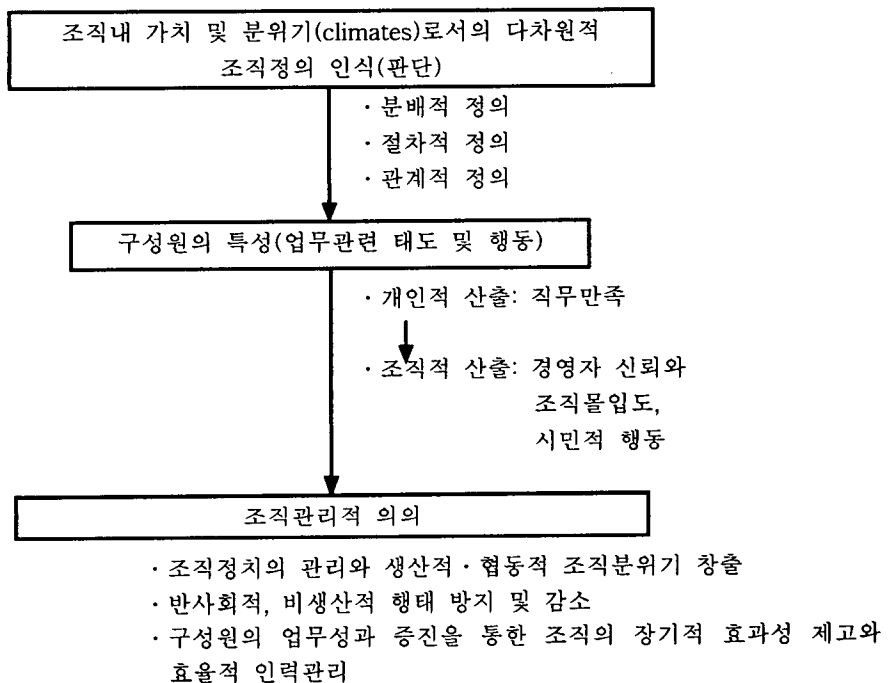 조직내 가치 및 분위기(climates)로서의 다차원적
조직정의 인식(판단)
· 분배적 정의
· 절차적 정의
· 관계적 정의
구성원의 특성(업무관련 태도 및 행동)
· 개인적 산출: 직무만족
· 조직적 산출: 경영자 신뢰와
조직몰입도,
시민적 행동
조직관리적 의의
· 조직정치의 관리와 생산적 · 협동적 조직분위기 창출
· 반사회적, 비생산적 행태 방지 및 감소
· 구성원의 업무성과 증진을 통한 조직의 장기적 효과성 제고와
효율적 인력관리